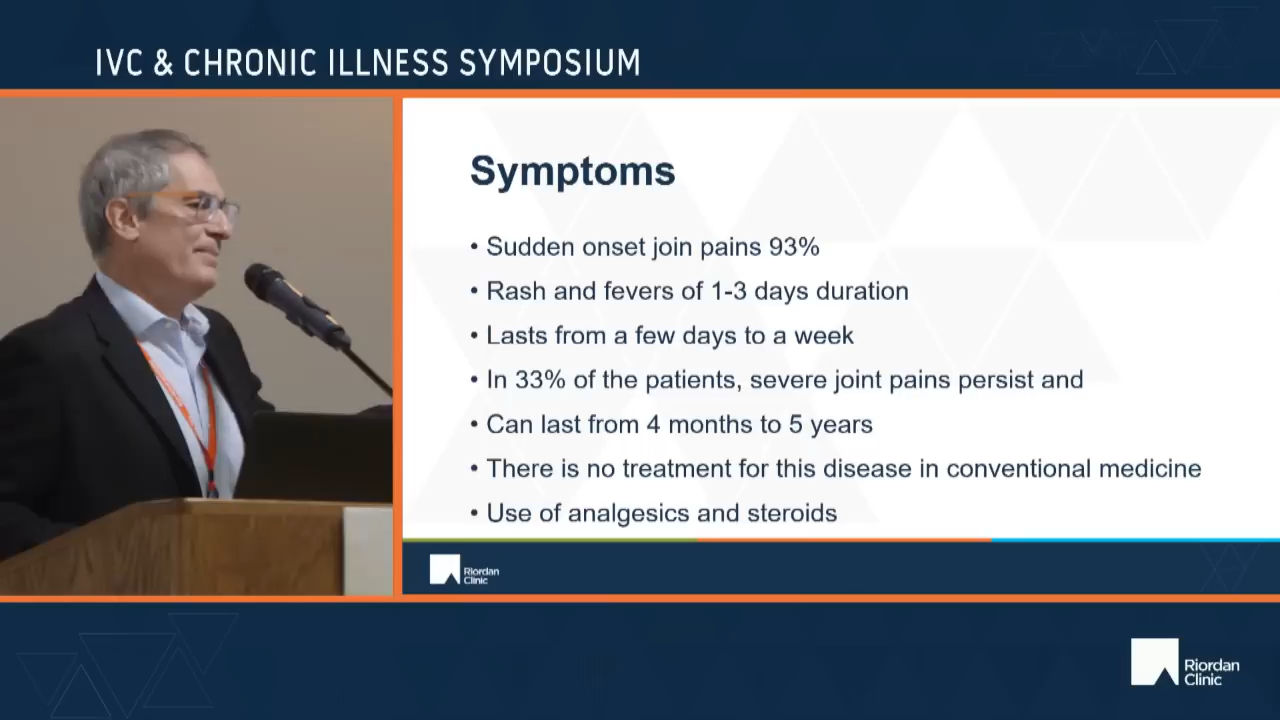 IVC & CHRONIC ILLNESS SYMPOSIUM
Symptoms
• Sudden onset join pains 93%
• Rash and fevers of 1-3 days duration
• Lasts from a few days to a week
• In 33% of the patients, severe joint pains persist and
• Can last from 4 months to 5 years
• There is no treatment for this disease in conventional medicine
• Use of analgesics and steroids
Riordan
Clinic
Riordan
Clinic